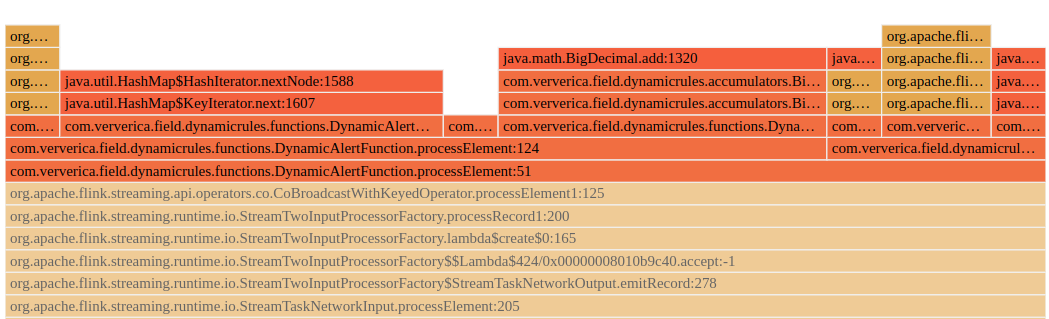 org.… org.apache.fli…
org.… java.math.BigDecimal.add:1320 java.… org.apache.fli… java.…
org.… java.util.HashMap$HashIterator.nextNode:1588 com.ververica.field.dynamicrules.accumulators.Bi… org.… org.apache.fli… java.…
org.… java.util.HashMap$KeyIterator.next:1607 com.ververica.field.dynamicrules.accumulators.Bi… org.… org.apache.fli… java.…
com.… com.ververica.field.dynamicrules.functions.DynamicAlert… com.… com.ververica.field.dynamicrules.functions.Dyna… com.… com.ververic… com.…
com.ververica.field.dynamicrules.functions.DynamicAlertFunction.processElement:124 com.ververica.field.dynamicrul…
com.ververica.field.dynamicrules.functions.DynamicAlertFunction.processElement:51
org.apache.flink.streaming.api.operators.co.CoBroadcastWithKeyedOperator.processElement1:125
org.apache.flink.streaming.runtime.io.StreamTwoInputProcessorFactory.processRecord1:200
org.apache.flink.streaming.runtime.io.StreamTwoInputProcessorFactory.lambda$create$0:165
org.apache.flink.streaming.runtime.io.StreamTwoInputProcessorFactory$$Lambda$424/0x00000008010b9c40.accept:-1
org.apache.flink.streaming.runtime.io.StreamTwoInputProcessorFactory$StreamTaskNetworkOutput.emitRecord:278
org.apache.flink.streaming.runtime.io.StreamTaskNetworkInput.processElement:205